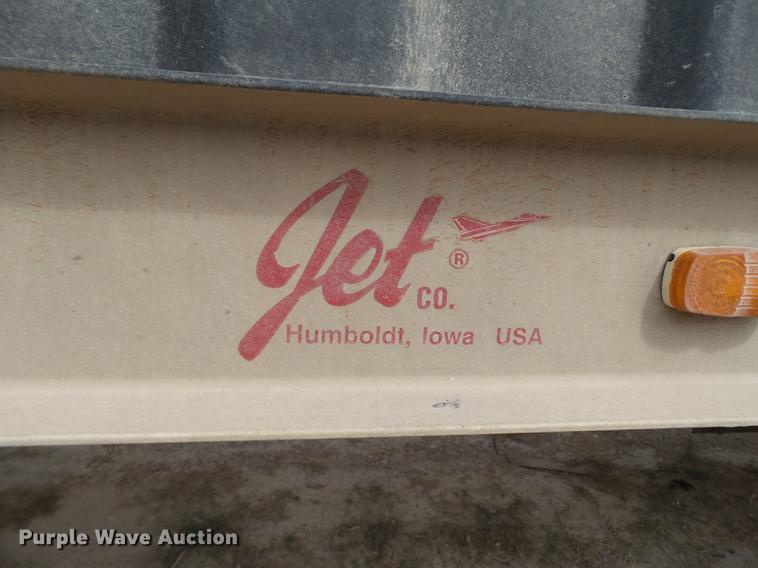 Jet ®
CO.
Humboldt, Iowa USA
Purple Wave Auction